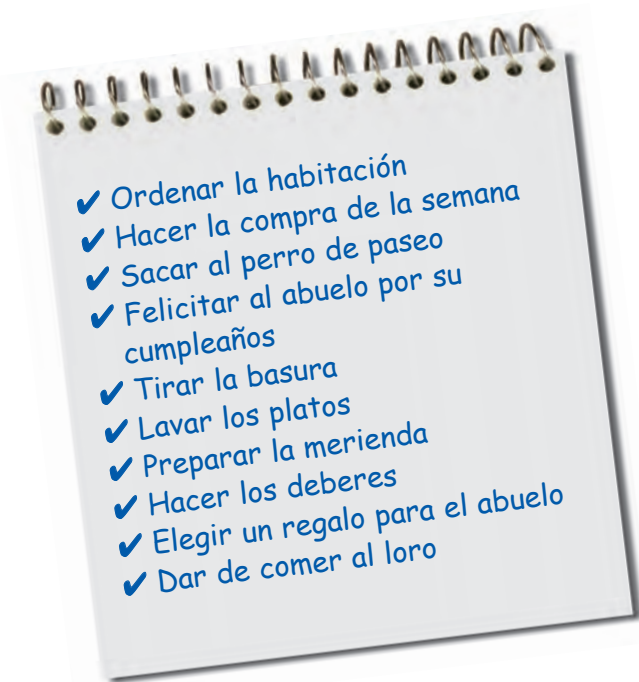 ✔ Ordenar la habitación
✔ Hacer la compra de la semana
✔ Sacar al perro de paseo
✔ Felicitar al abuelo por su
cumpleaños
✔ Tirar la basura
✔ Lavar los platos
✔ Preparar la merienda
✔ Hacer los deberes
✔ Elegir un regalo para el abuelo
✔ Dar de comer al loro